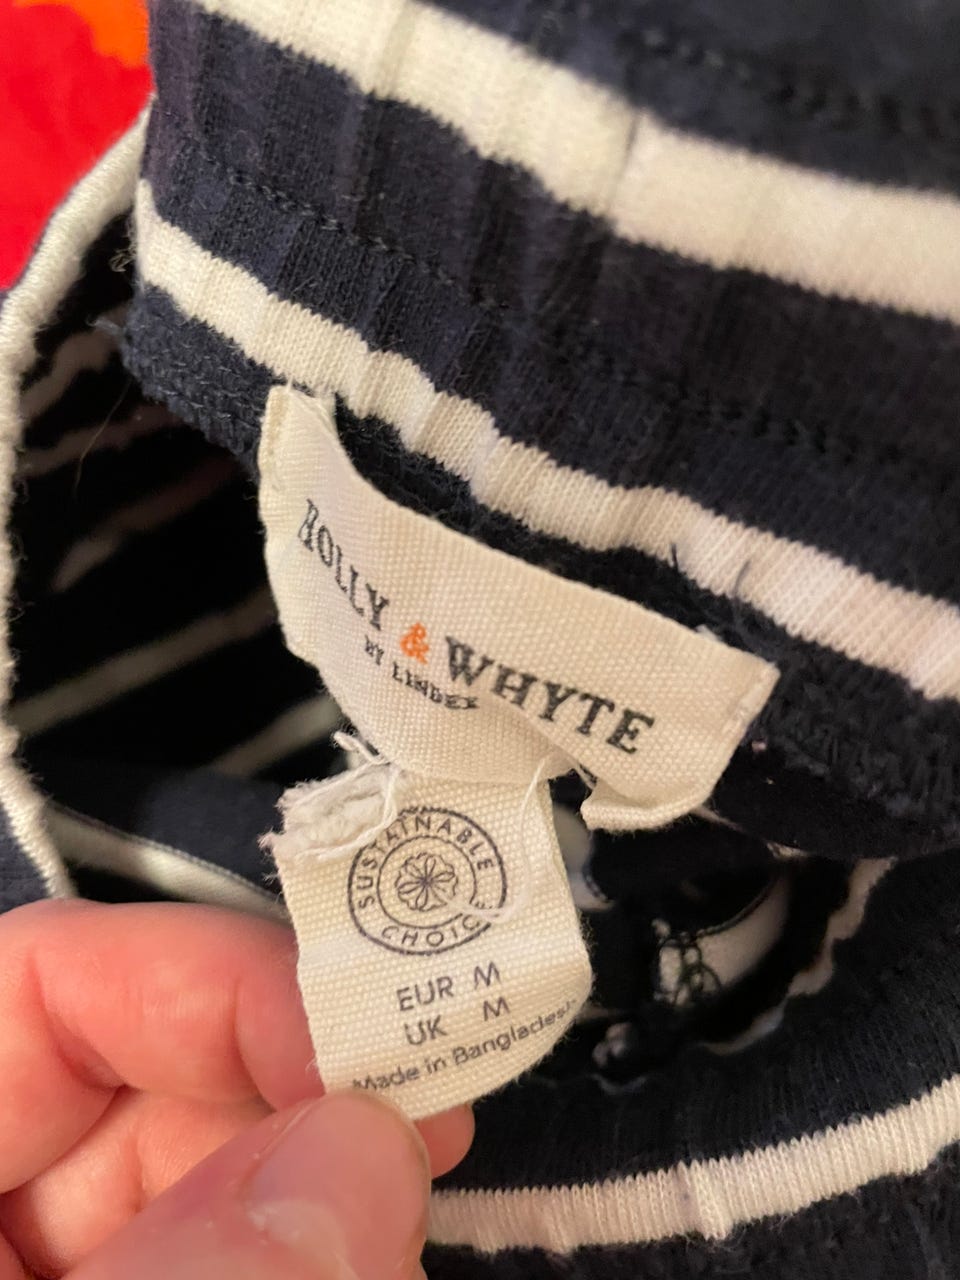 HOLLY & WHYTE
BY LINDEX
SUSTAINABLE
CHOICE
EUR M
UK M
Made in Bangladesh